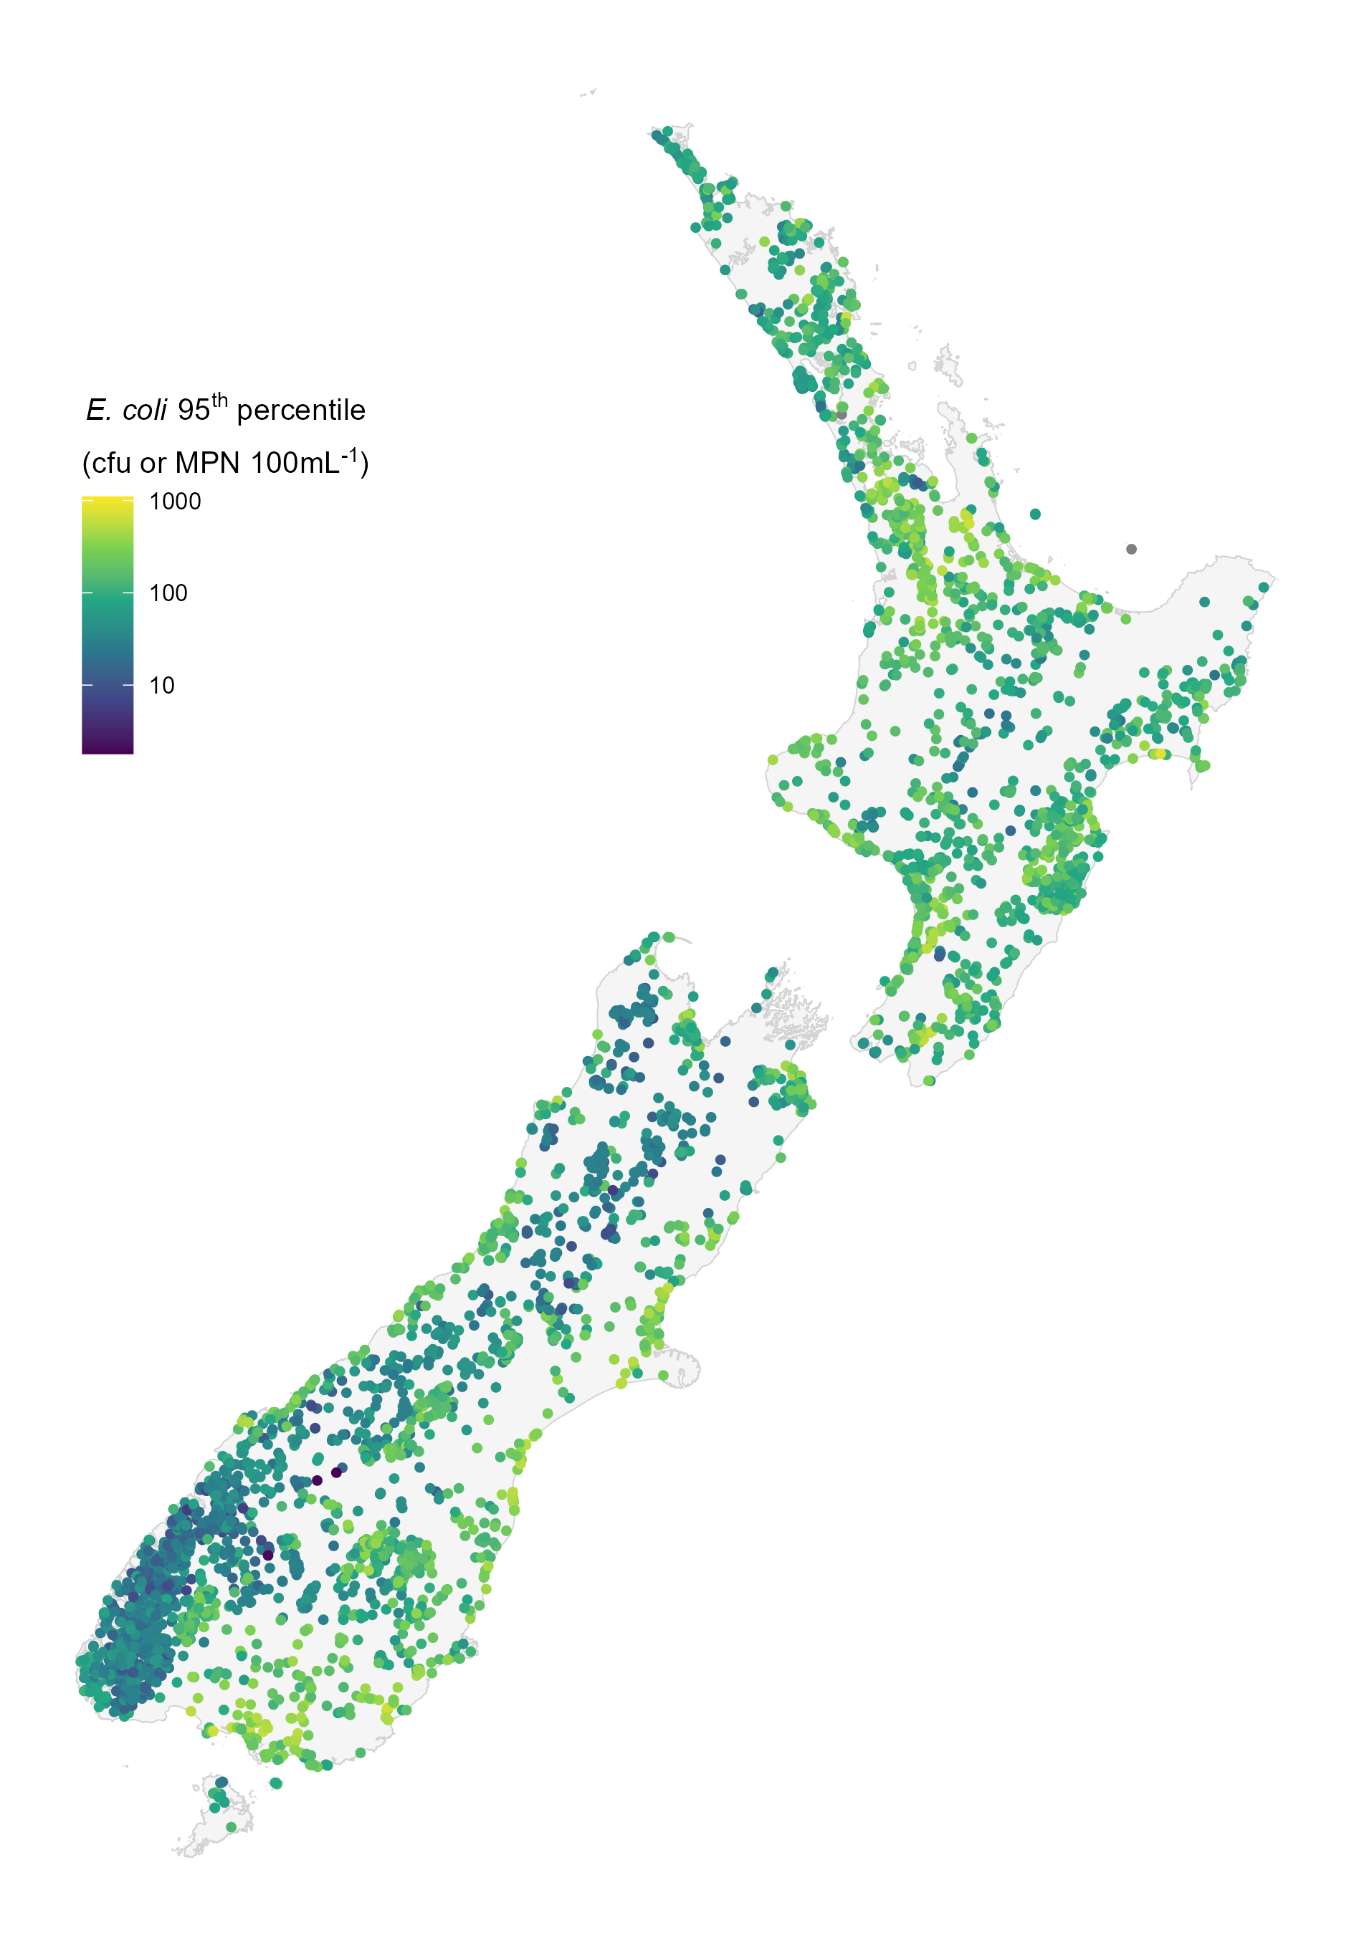 E. coli 95th percentile
(cfu or MPN 100mL-1)
1000
100
10